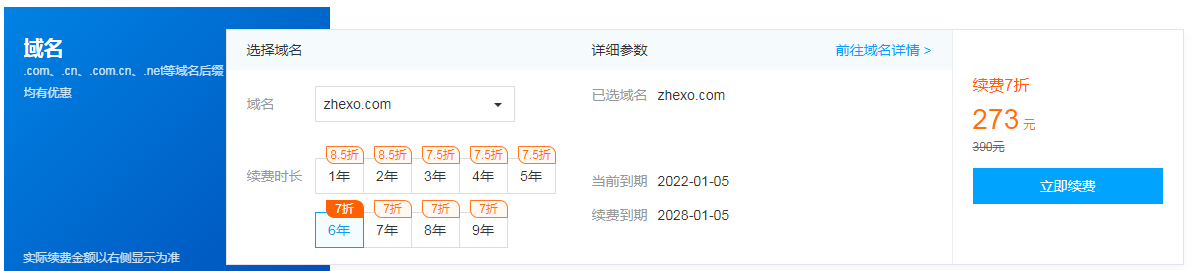 域名
.com、.cn、.com.cn、.net等域名后缀
均有优惠
实际续费金额以右侧显示为准
选择域名
域名 zhexo.com
续费时长
8.5折 8.5折 7.5折 7.5折 7.5折
1年 2年 3年 4年 5年
7折 7折 7折 7折
6年 7年 8年 9年
详细参数 前往域名详情 >
已选域名 zhexo.com
当前到期 2022-01-05
续费到期 2028-01-05
续费7折
273 元
390元
立即续费